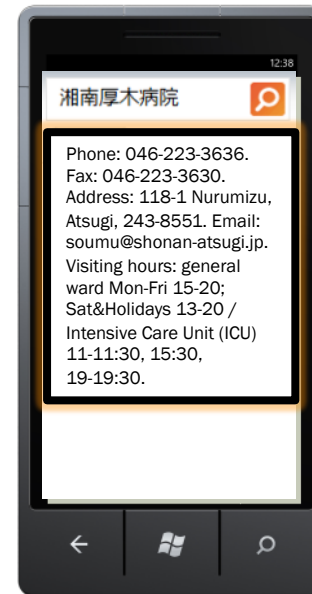 12:38
湘南厚木病院
Phone: 046-223-3636.
Fax: 046-223-3630.
Address: 118-1 Nurumizu,
Atsugi, 243-8551. Email:
soumu@shonan-atsugi.jp.
Visiting hours: general
ward Mon-Fri 15-20;
Sat&Holidays 13-20 /
Intensive Care Unit (ICU)
11-11:30, 15:30,
19-19:30.